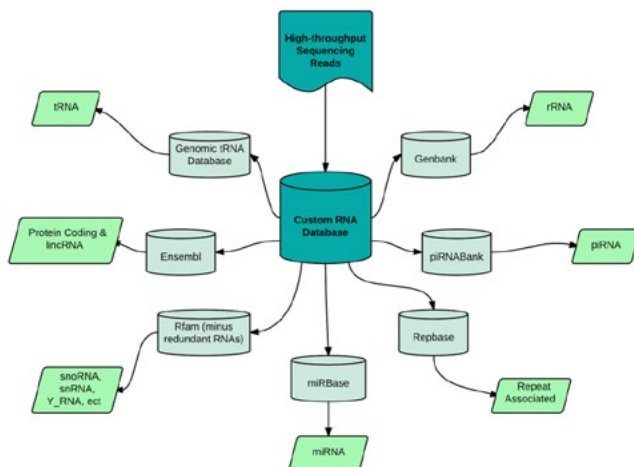 High-throughput
Sequencing
Reads
tRNA
rRNA
Genomic tRNA
Database
Genbank
Custom RNA
Database
Protein Coding &
lincRNA
Ensembl
piRNABank
piRNA
Rfam (minus
redundant RNAs)
Repbase
snoRNA,
snRNA,
Y_RNA, ect
miRBase
Repeat
Associated
miRNA